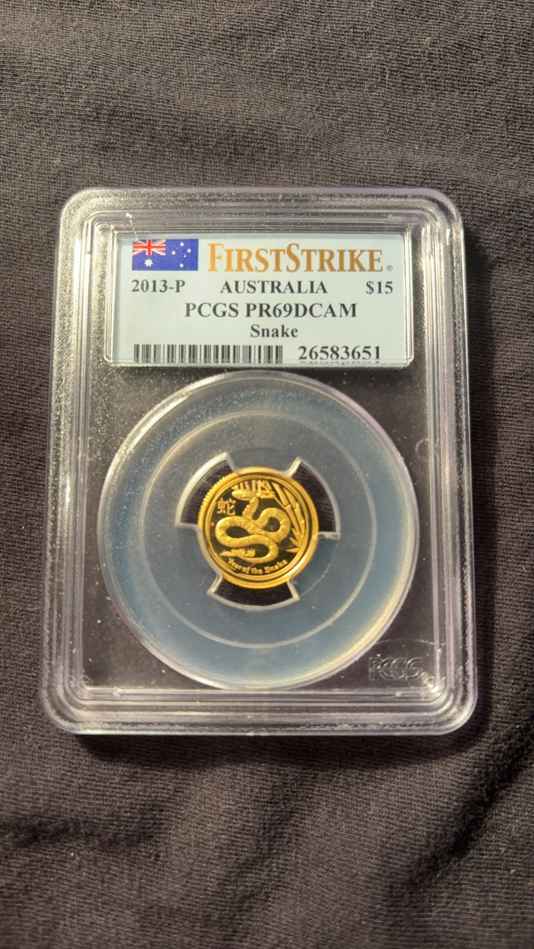 FIRSTSTRIKE®
2013-P AUSTRALIA $15
PCGS PR69DCAM
Snake
26583651
蛇
Year of the Snake
PCGS